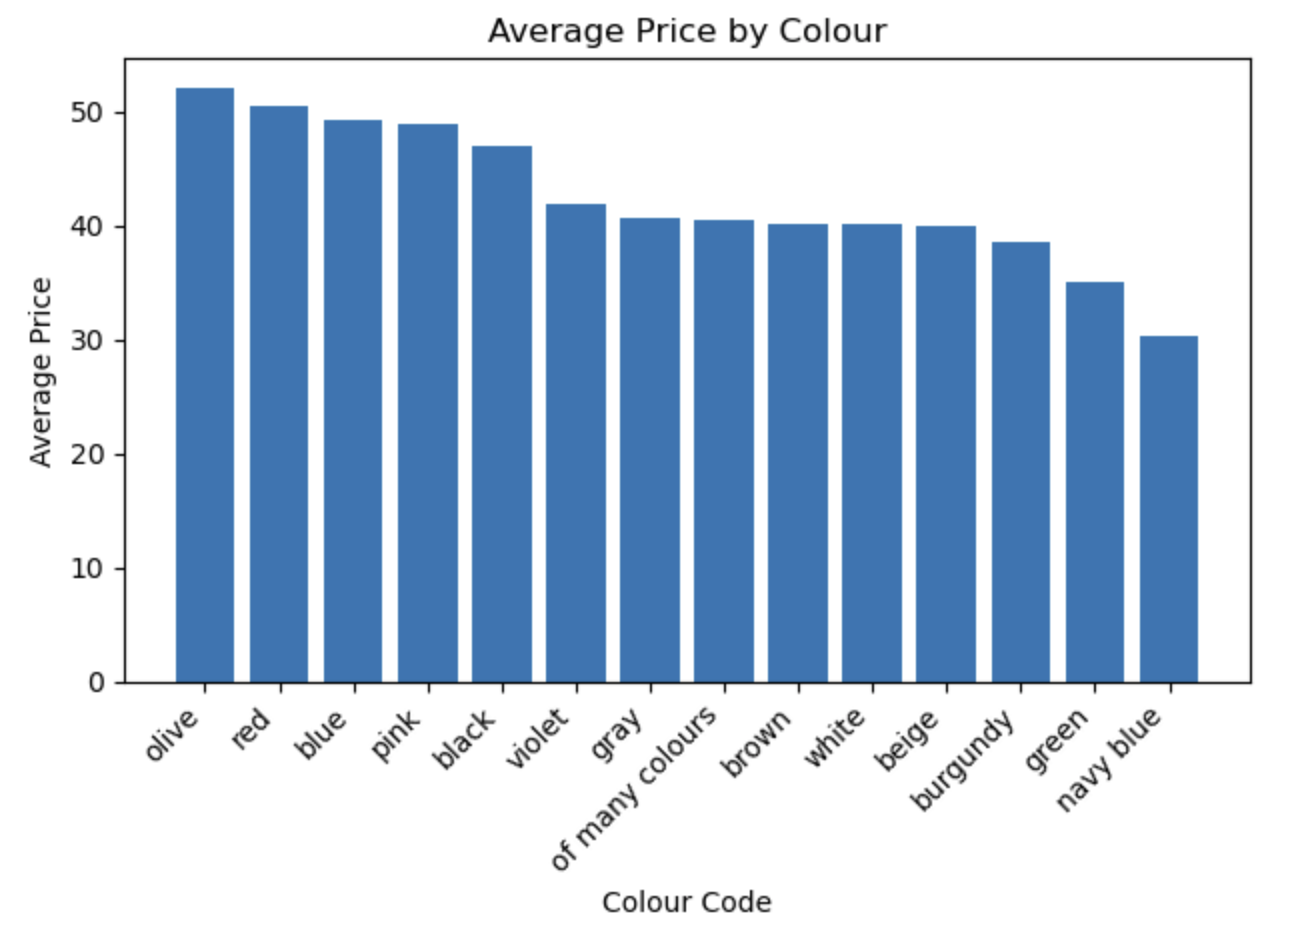 Average Price by Colour
Average Price
50
40
30
20
10
0
olive
red
blue
pink
black
violet
gray
of many colours
brown
white
beige
burgundy
green
navy blue
Colour Code